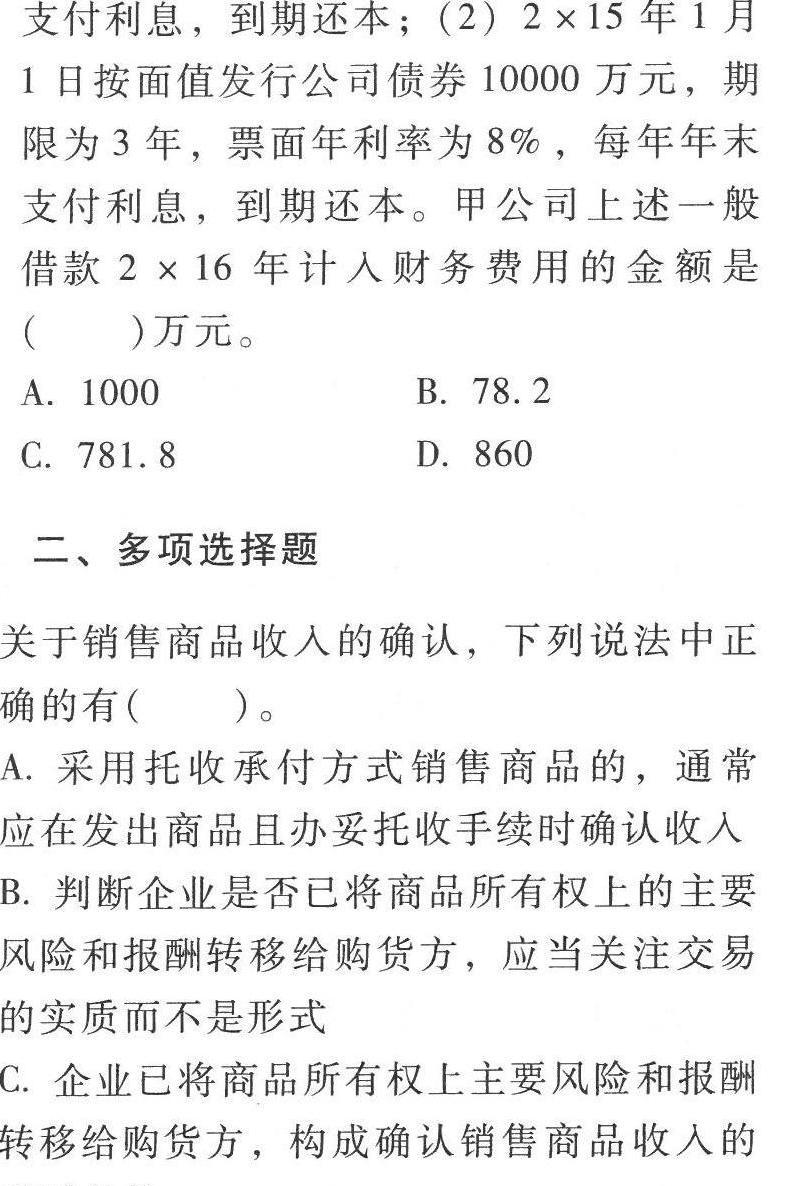 支付利息，到期还本；（2）2×15 年 1 月
1 日按面值发行公司债券 10000 万元，期
限为 3 年，票面年利率为 8%，每年年末
支付利息，到期还本。甲公司上述一般
借款 2 × 16 年计入财务费用的金额是
(　　)万元。
A. 1000　　B. 78.2
C. 781.8　　D. 860
二、多项选择题
关于销售商品收入的确认，下列说法中正
确的有(　　)。
A. 采用托收承付方式销售商品的，通常
应在发出商品且办妥托收手续时确认收入
B. 判断企业是否已将商品所有权上的主要
风险和报酬转移给购货方，应当关注交易
的实质而不是形式
C. 企业已将商品所有权上主要风险和报酬
转移给购货方，构成确认销售商品收入的